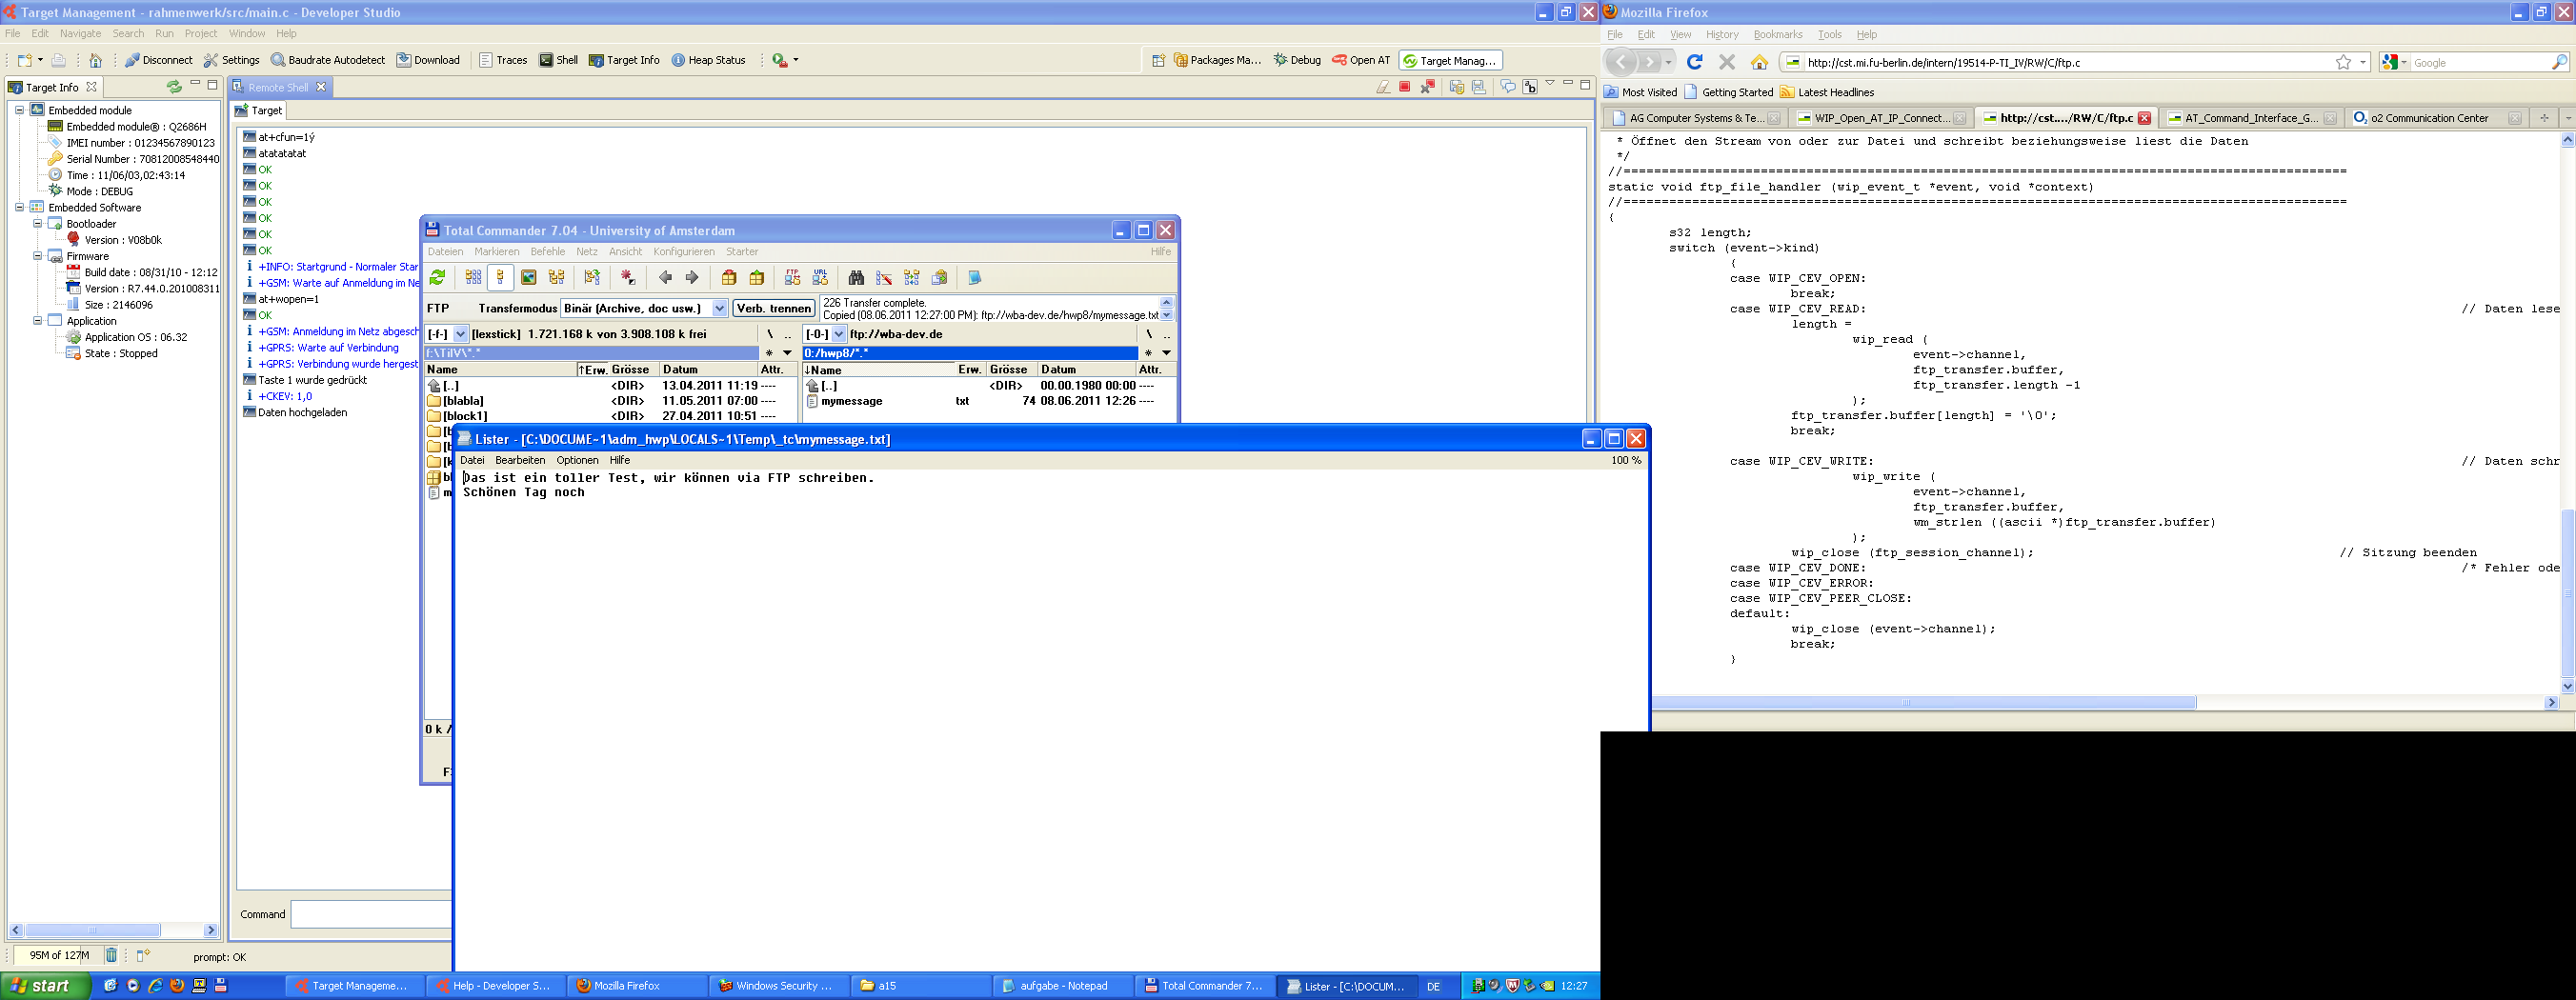 Target Management - rahmenwerk/src/main.c - Developer Studio
File Edit Navigate Search Run Project Window Help
Disconnect Settings Baudrate Autodetect Download Traces Shell Target Info Heap Status Packages Ma... Debug Open AT Target Manag...
Target Info
Embedded module
Embedded module® : Q2686H
IMEI number : 01234567890123
Serial Number : 70812008548440
Time : 11/06/03,02:43:14
Mode : DEBUG
Embedded Software
Bootloader
Version : V08b0k
Firmware
Build date : 08/31/10 - 12:12
Version : R7.44.0.201008311
Size : 2146096
Application
Application OS : 06.32
State : Stopped
95M of 127M
prompt: OK
Remote Shell
Target
at+cfun=1ý
atatatatat
OK
OK
OK
OK
OK
OK
+INFO: Startgrund - Normaler Star
+GSM: Warte auf Anmeldung im Ne
at+wopen=1
OK
+GSM: Anmeldung im Netz abgesch
+GPRS: Warte auf Verbindung
+GPRS: Verbindung wurde hergest
Taste 1 wurde gedrückt
+CKEV: 1,0
Daten hochgeladen
Command
Total Commander 7.04 - University of Amsterdam
Dateien Markieren Befehle Netz Ansicht Konfigurieren Starter Hilfe
FTP Transfermodus Binär (Archive, doc usw.) Verb. trennen
226 Transfer complete.
Copied (08.06.2011 12:27:00 PM): ftp://wba-dev.de/hwp8/mymessage.txt
[-f-] [lexstick] 1.721.168 k von 3.908.108 k frei \ ..
f:\TiIV\*.* *
Name ↑Erw. Grösse Datum Attr.
[..] <DIR> 13.04.2011 11:19 ----
[blabla] <DIR> 11.05.2011 07:00 ----
[block1] <DIR> 27.04.2011 10:51 ----
[-0-] ftp://wba-dev.de \ ..
0:/hwp8/*.* *
↓Name Erw. Grösse Datum Attr.
[..] <DIR> 00.00.1980 00:00 ----
mymessage txt 74 08.06.2011 12:26 ----
0 k /
Lister - [C:\DOCUME~1\adm_hwp\LOCALS~1\Temp\_tc\mymessage.txt]
Datei Bearbeiten Optionen Hilfe 100 %
Das ist ein toller Test, wir können via FTP schreiben.
Schönen Tag noch
Mozilla Firefox
File Edit View History Bookmarks Tools Help
http://cst.mi.fu-berlin.de/intern/19514-P-TI_IV/RW/C/ftp.c Google
Most Visited Getting Started Latest Headlines
AG Computer Systems & Te... WIP_Open_AT_IP_Connect... http://cst..../RW/C/ftp.c AT_Command_Interface_G... o2 Communication Center
* Öffnet den Stream von oder zur Datei und schreibt beziehungsweise liest die Daten
*/
//===============================================================================================
static void ftp_file_handler (wip_event_t *event, void *context)
//===============================================================================================
{
s32 length;
switch (event->kind)
{
case WIP_CEV_OPEN:
break;
case WIP_CEV_READ: // Daten lese
length =
wip_read (
event->channel,
ftp_transfer.buffer,
ftp_transfer.length -1
);
ftp_transfer.buffer[length] = '\0';
break;
case WIP_CEV_WRITE: // Daten schr
wip_write (
event->channel,
ftp_transfer.buffer,
wm_strlen ((ascii *)ftp_transfer.buffer)
);
wip_close (ftp_session_channel); // Sitzung beenden
case WIP_CEV_DONE: /* Fehler ode
case WIP_CEV_ERROR:
case WIP_CEV_PEER_CLOSE:
default:
wip_close (event->channel);
break;
}
start Target Manageme... Help - Developer S... Mozilla Firefox Windows Security ... a15 aufgabe - Notepad Total Commander 7... Lister - [C:\DOCUM... DE 12:27